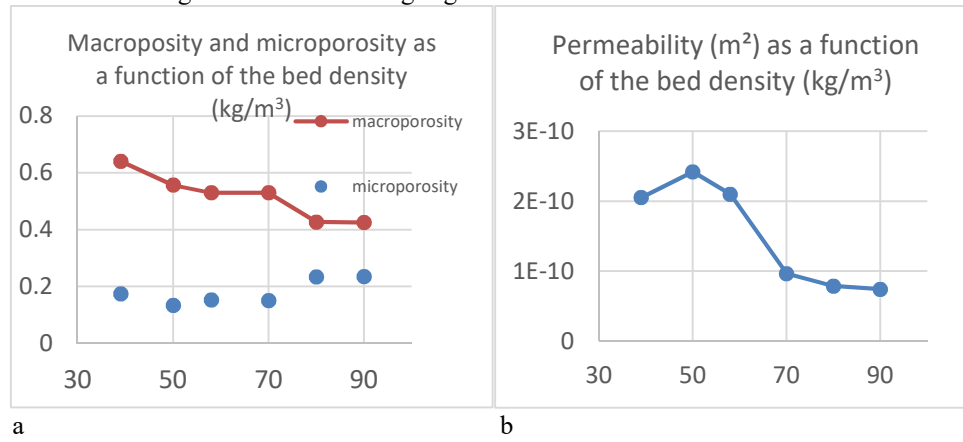 Macroposity and microporosity as
a function of the bed density
(kg/m³)
macroporosity
microporosity
0.8
0.6
0.4
0.2
0
30
50
70
90
a
Permeability (m²) as a function
of the bed density (kg/m³)
3E-10
2E-10
1E-10
0
30
50
70
90
b